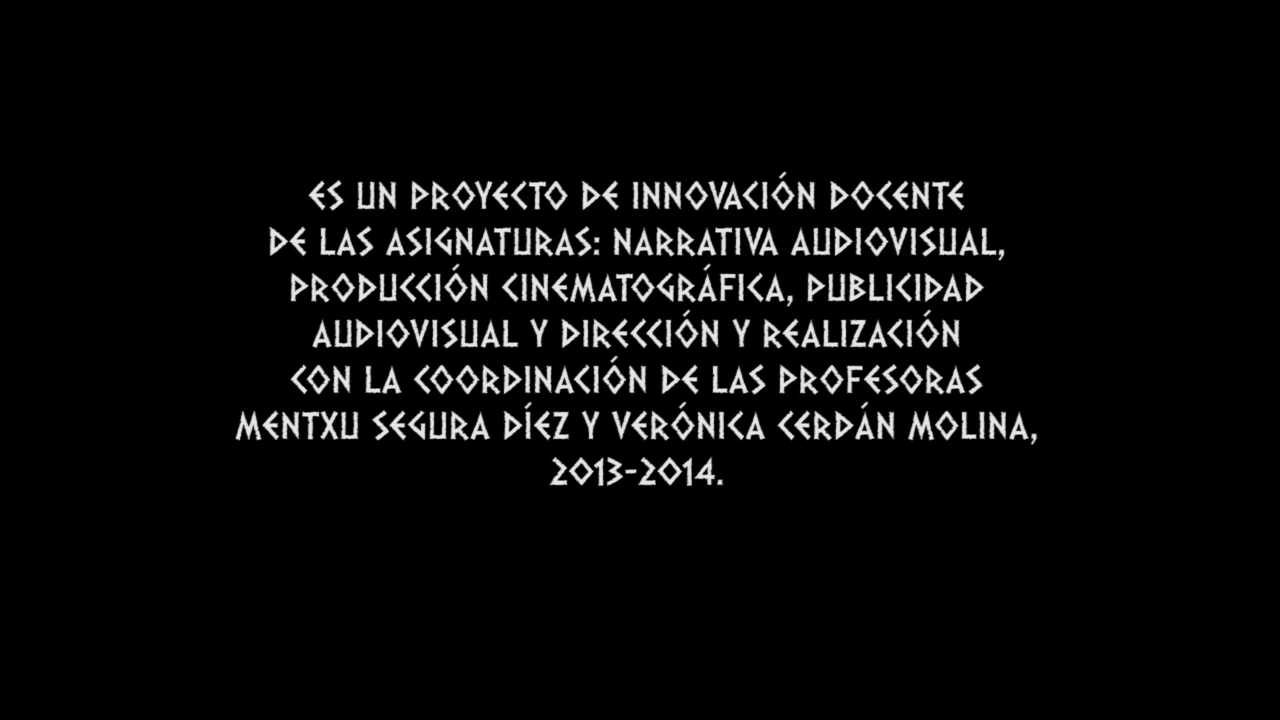 ES UN PROYECTO DE INNOVACIÓN DOCENTE
DE LAS ASIGNATURAS: NARRATIVA AUDIOVISUAL,
PRODUCCIÓN CINEMATOGRÁFICA, PUBLICIDAD
AUDIOVISUAL Y DIRECCIÓN Y REALIZACIÓN
CON LA COORDINACIÓN DE LAS PROFESORAS
MENTXU SEGURA DÍEZ Y VERÓNICA CERDÁN MOLINA,
2013-2014.